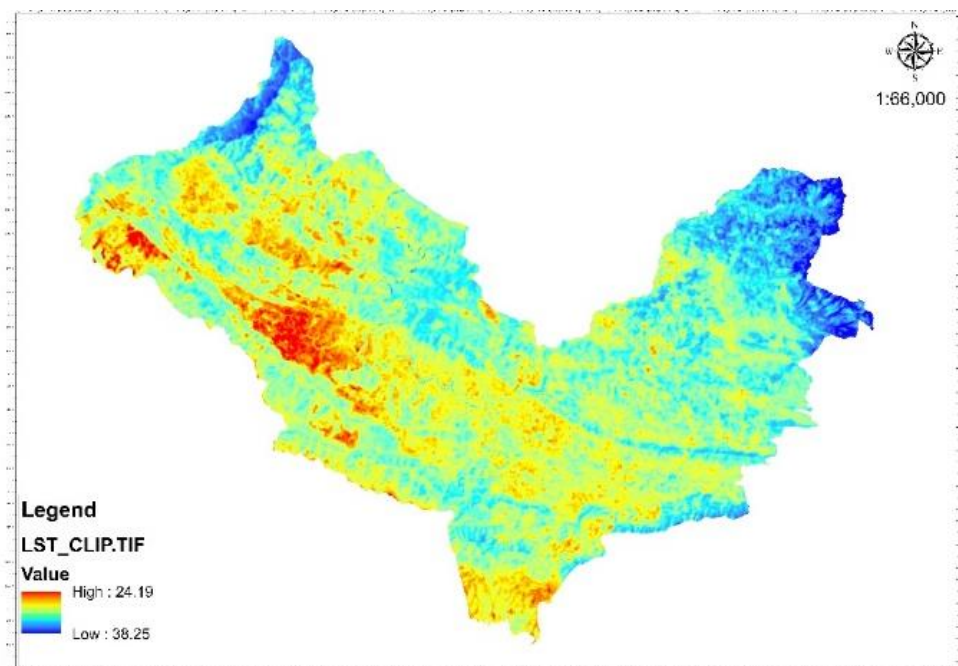 N
W E
S
1:66,000
Legend
LST_CLIP.TIF
Value
High : 24.19
Low : 38.25